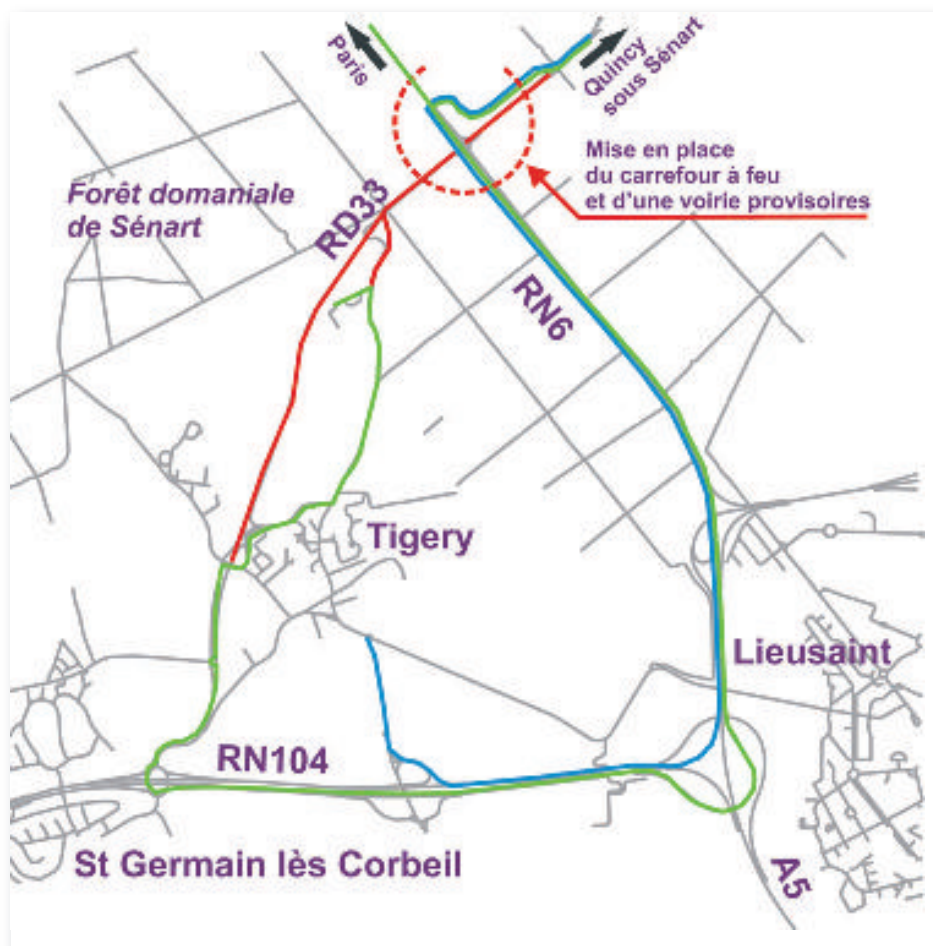 Paris
Quincy
sous Sénart
Mise en place
du carrefour à feu
et d'une voirie provisoires
Forêt domaniale
de Sénart
RD33
RN6
Tigery
Lieusaint
RN104
St Germain lès Corbeil
A5